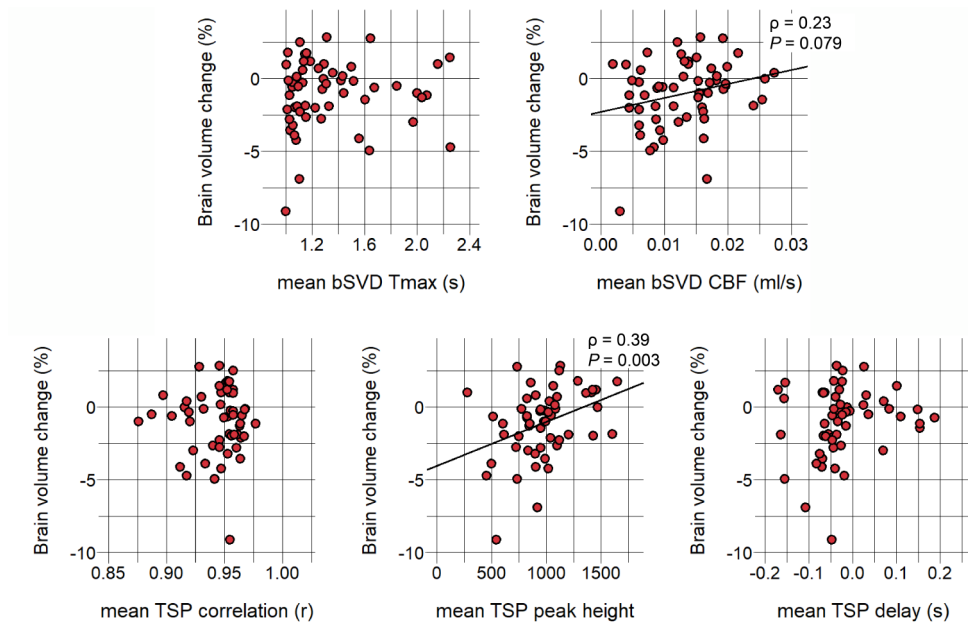 Brain volume change (%)
0
-5
-10
1.2 1.6 2.0 2.4
mean bSVD Tmax (s)
Brain volume change (%)
ρ = 0.23
P = 0.079
0
-5
-10
0.00 0.01 0.02 0.03
mean bSVD CBF (ml/s)
Brain volume change (%)
0
-5
-10
0.85 0.90 0.95 1.00
mean TSP correlation (r)
Brain volume change (%)
ρ = 0.39
P = 0.003
0
-5
-10
0 500 1000 1500
mean TSP peak height
Brain volume change (%)
0
-5
-10
-0.2 -0.1 0.0 0.1 0.2
mean TSP delay (s)